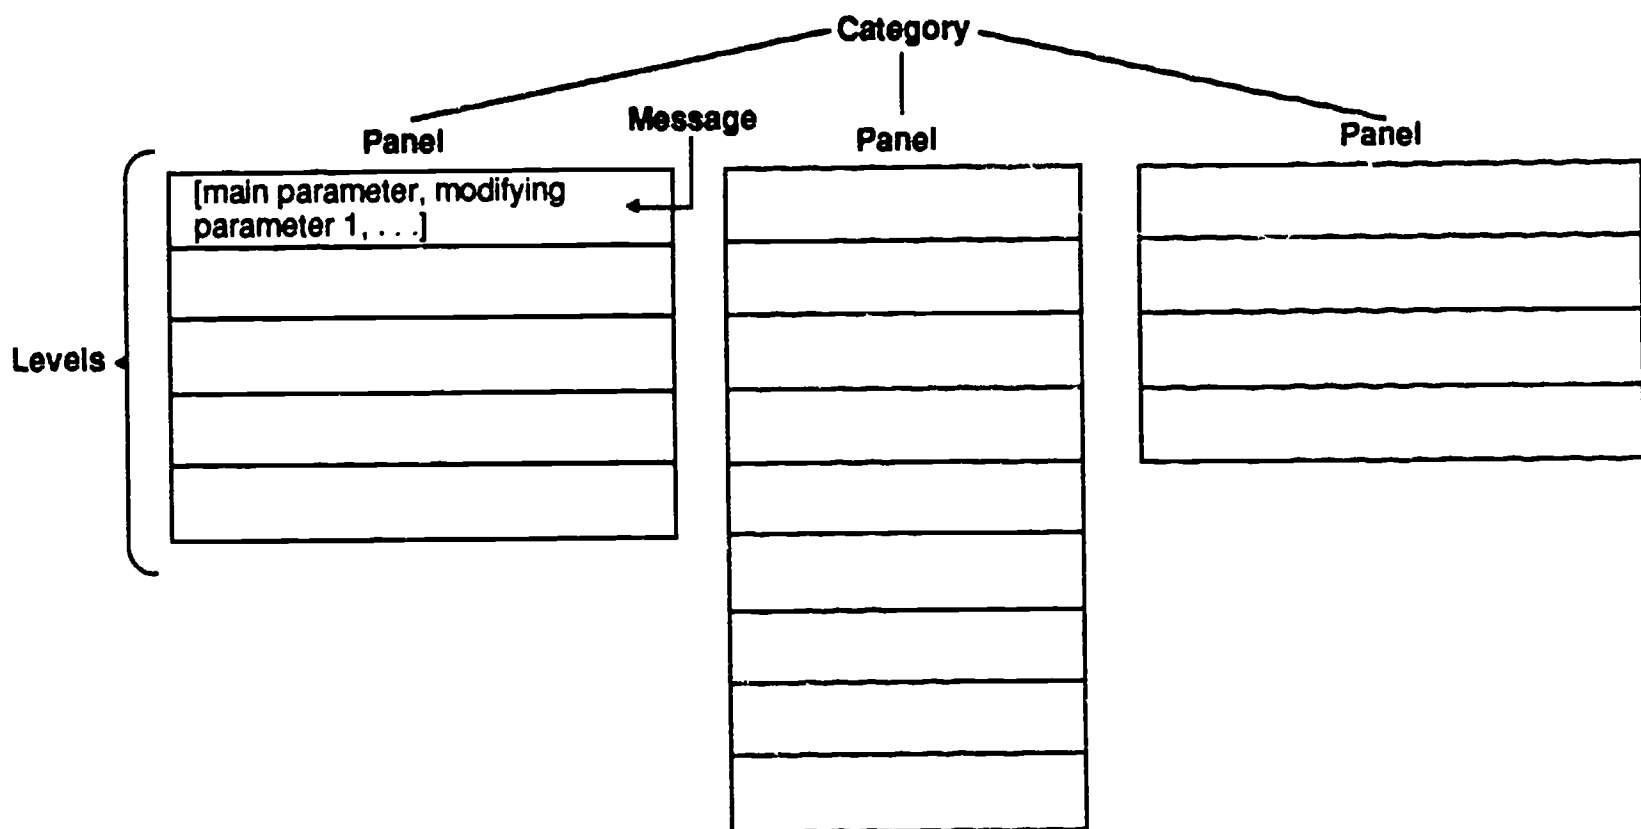 Category
Message
Panel
Panel
Panel
[main parameter, modifying
parameter 1, . . .]
Levels